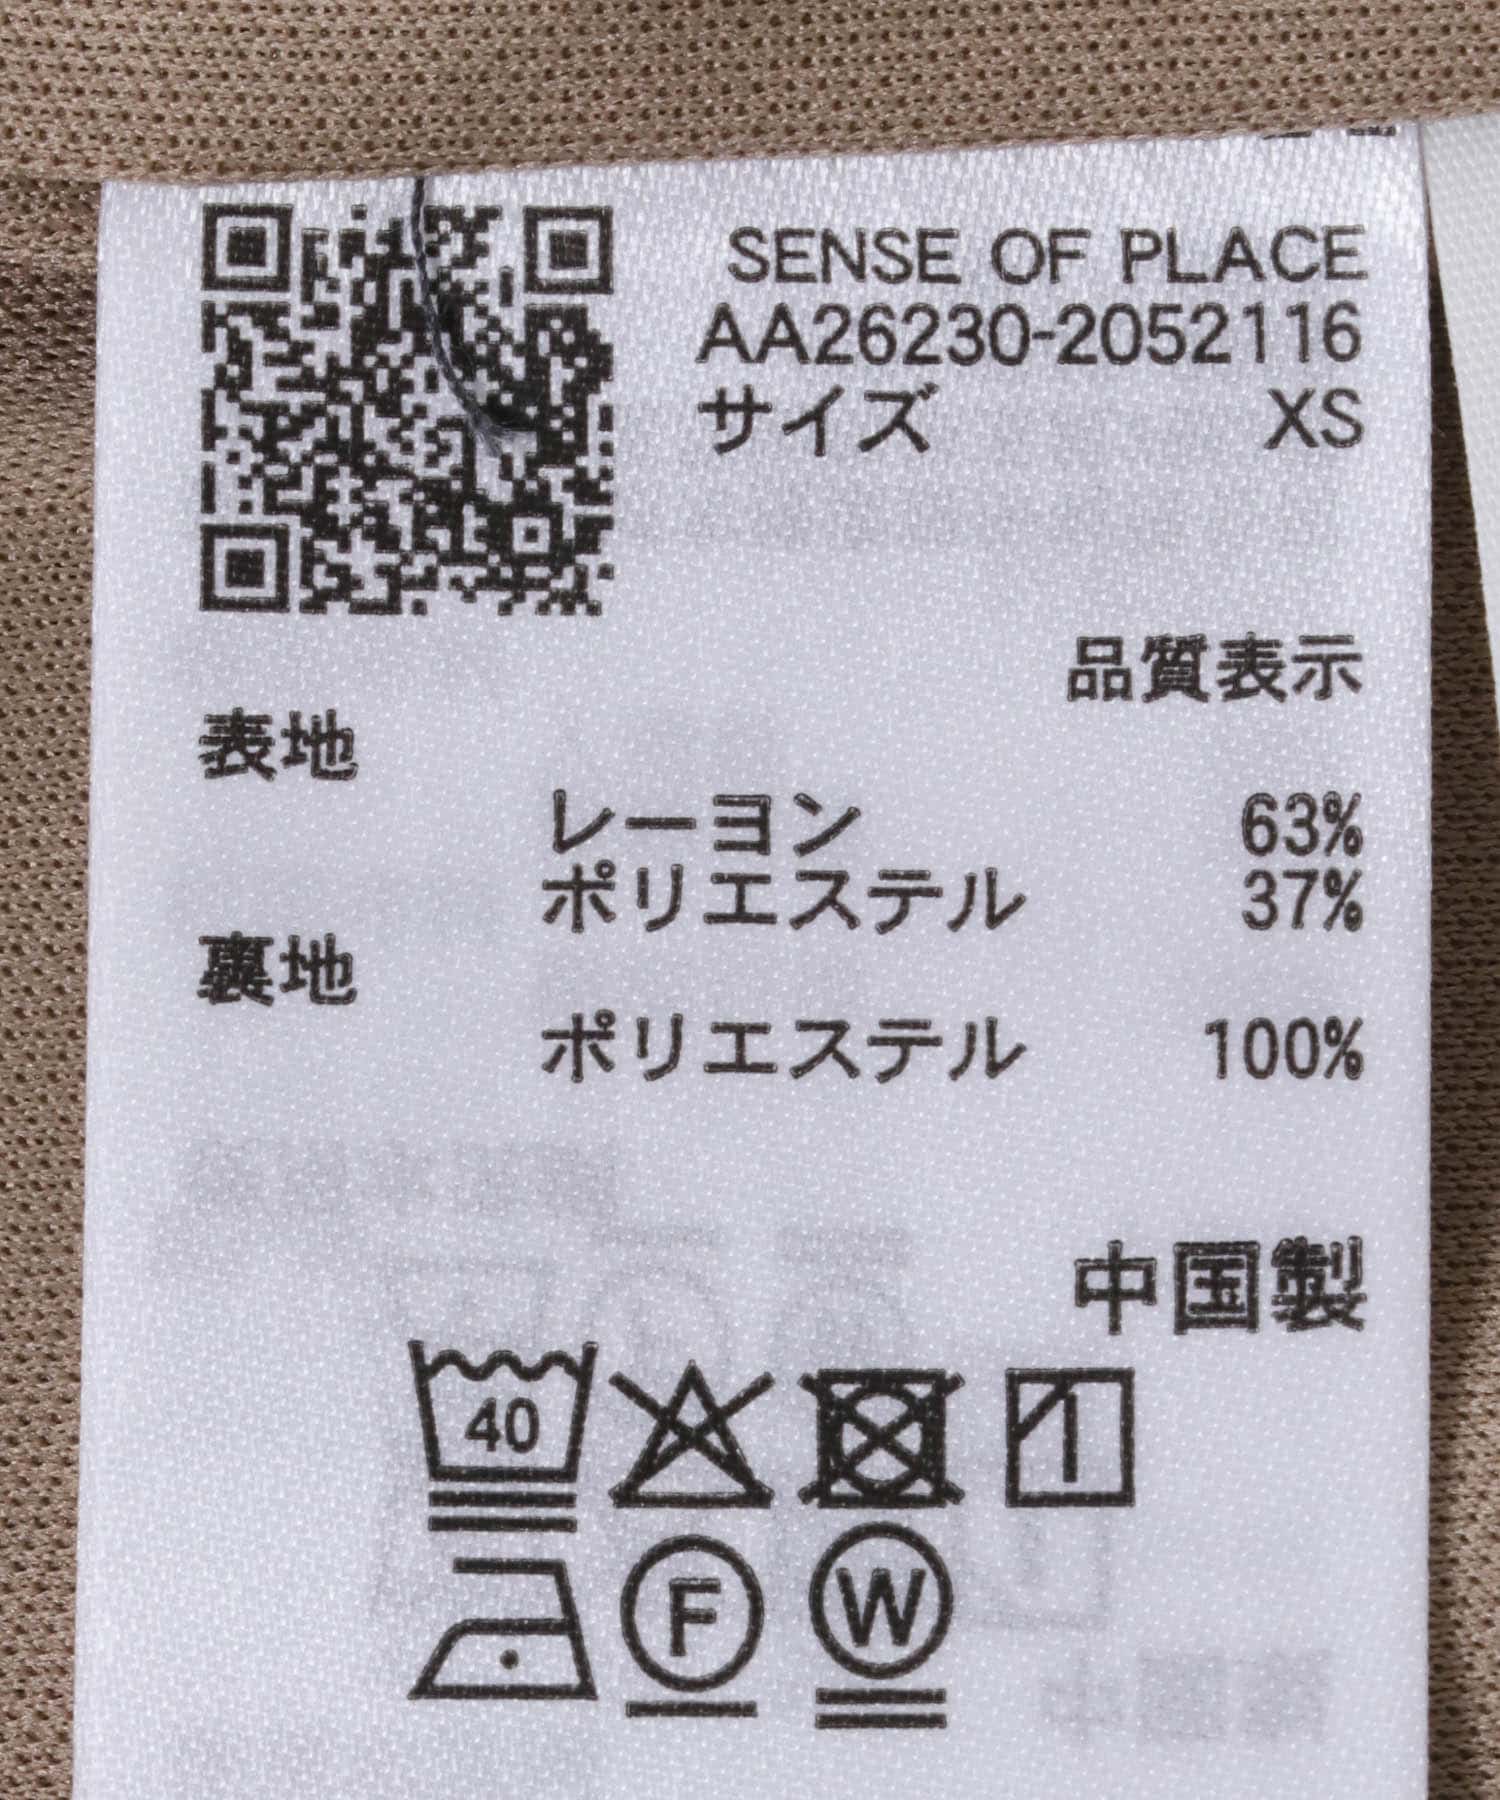 SENSE OF PLACE
AA26230-2052116
サイズ XS
品質表示
表地
レーヨン 63%
ポリエステル 37%
裏地
ポリエステル 100%
中国製
40
F
W